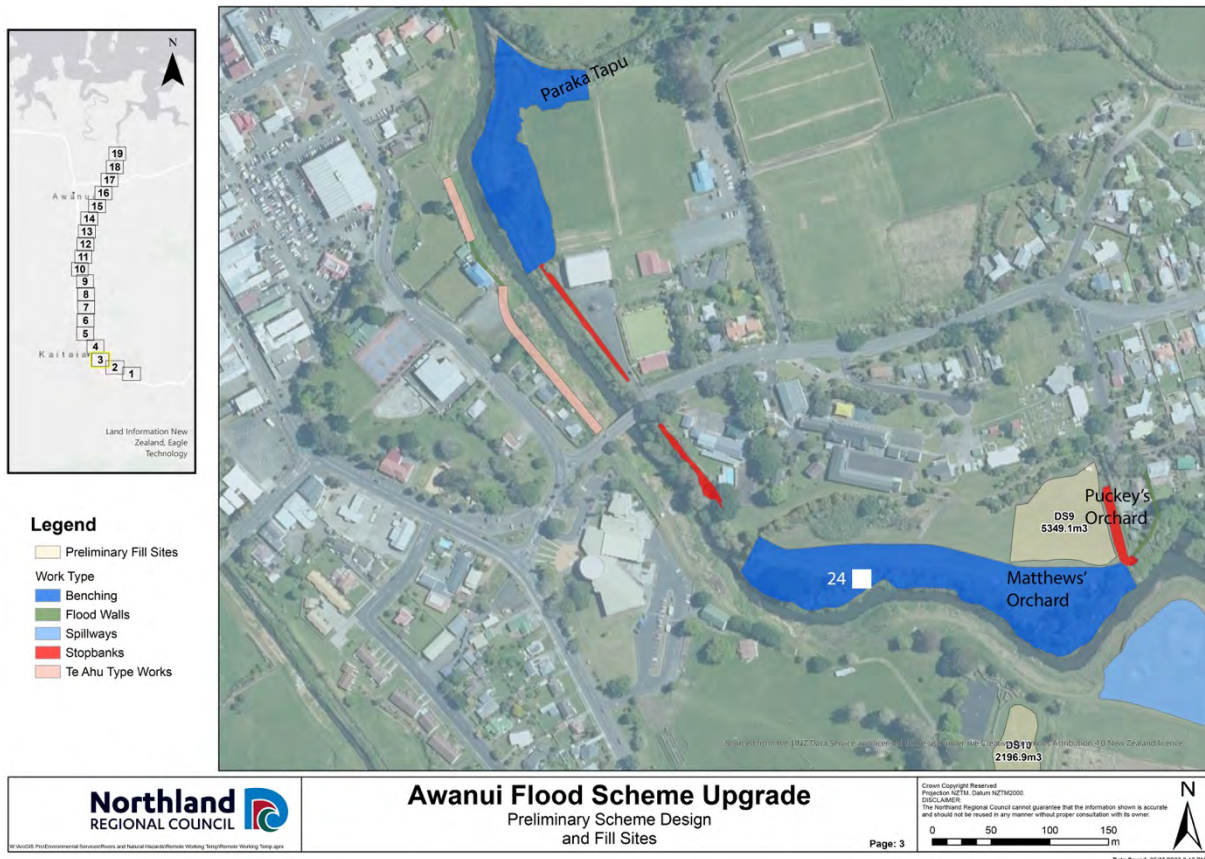 N
19
18
17
Awanui
16
15
14
13
12
11
10
9
8
7
6
5
4
Kaitaia
3
2
1
Land Information New
Zealand, Eagle
Technology
Legend
Preliminary Fill Sites
Work Type
Benching
Flood Walls
Spillways
Stopbanks
Te Ahu Type Works
Paraka Tapu
Puckey's
Orchard
DS9
5349.1m3
Matthews'
Orchard
24
DS10
2196.9m3
Northland
REGIONAL COUNCIL
Awanui Flood Scheme Upgrade
Preliminary Scheme Design
and Fill Sites
Page: 3
Crown Copyright Reserved
Projection NZTM. Datum NZTM2000.
DISCLAIMER:
The Northland Regional Council cannot guarantee that the information shown is accurate
and should not be reused in any manner without proper consultation with its owner.
0 50 100 150
m
N